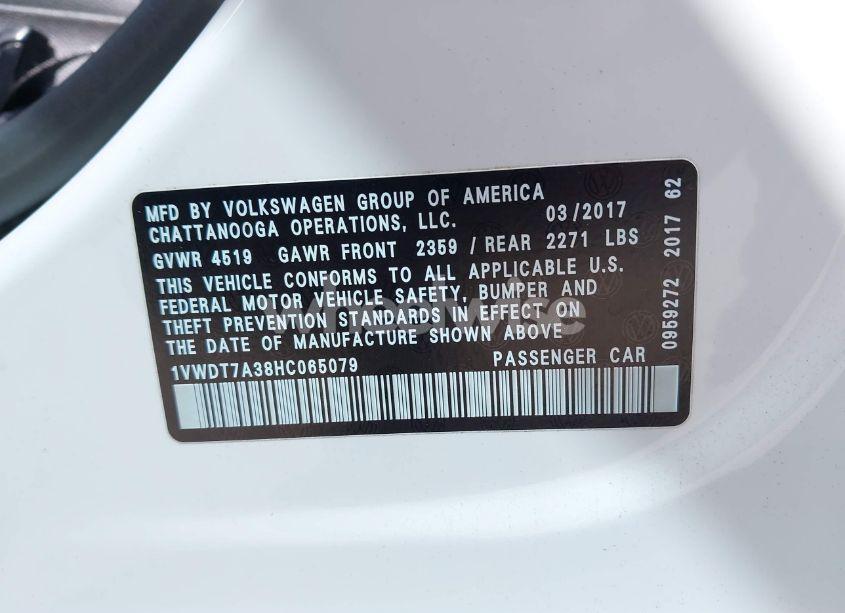 MFD BY VOLKSWAGEN GROUP OF AMERICA
CHATTANOOGA OPERATIONS, LLC. 03/2017
GVWR 4519 GAWR FRONT 2359 / REAR 2271 LBS
THIS VEHICLE CONFORMS TO ALL APPLICABLE U.S.
FEDERAL MOTOR VEHICLE SAFETY, BUMPER AND
THEFT PREVENTION STANDARDS IN EFFECT ON
THE DATE OF MANUFACTURE SHOWN ABOVE
1VWDT7A38HC065079 PASSENGER CAR
0959272 2017 62